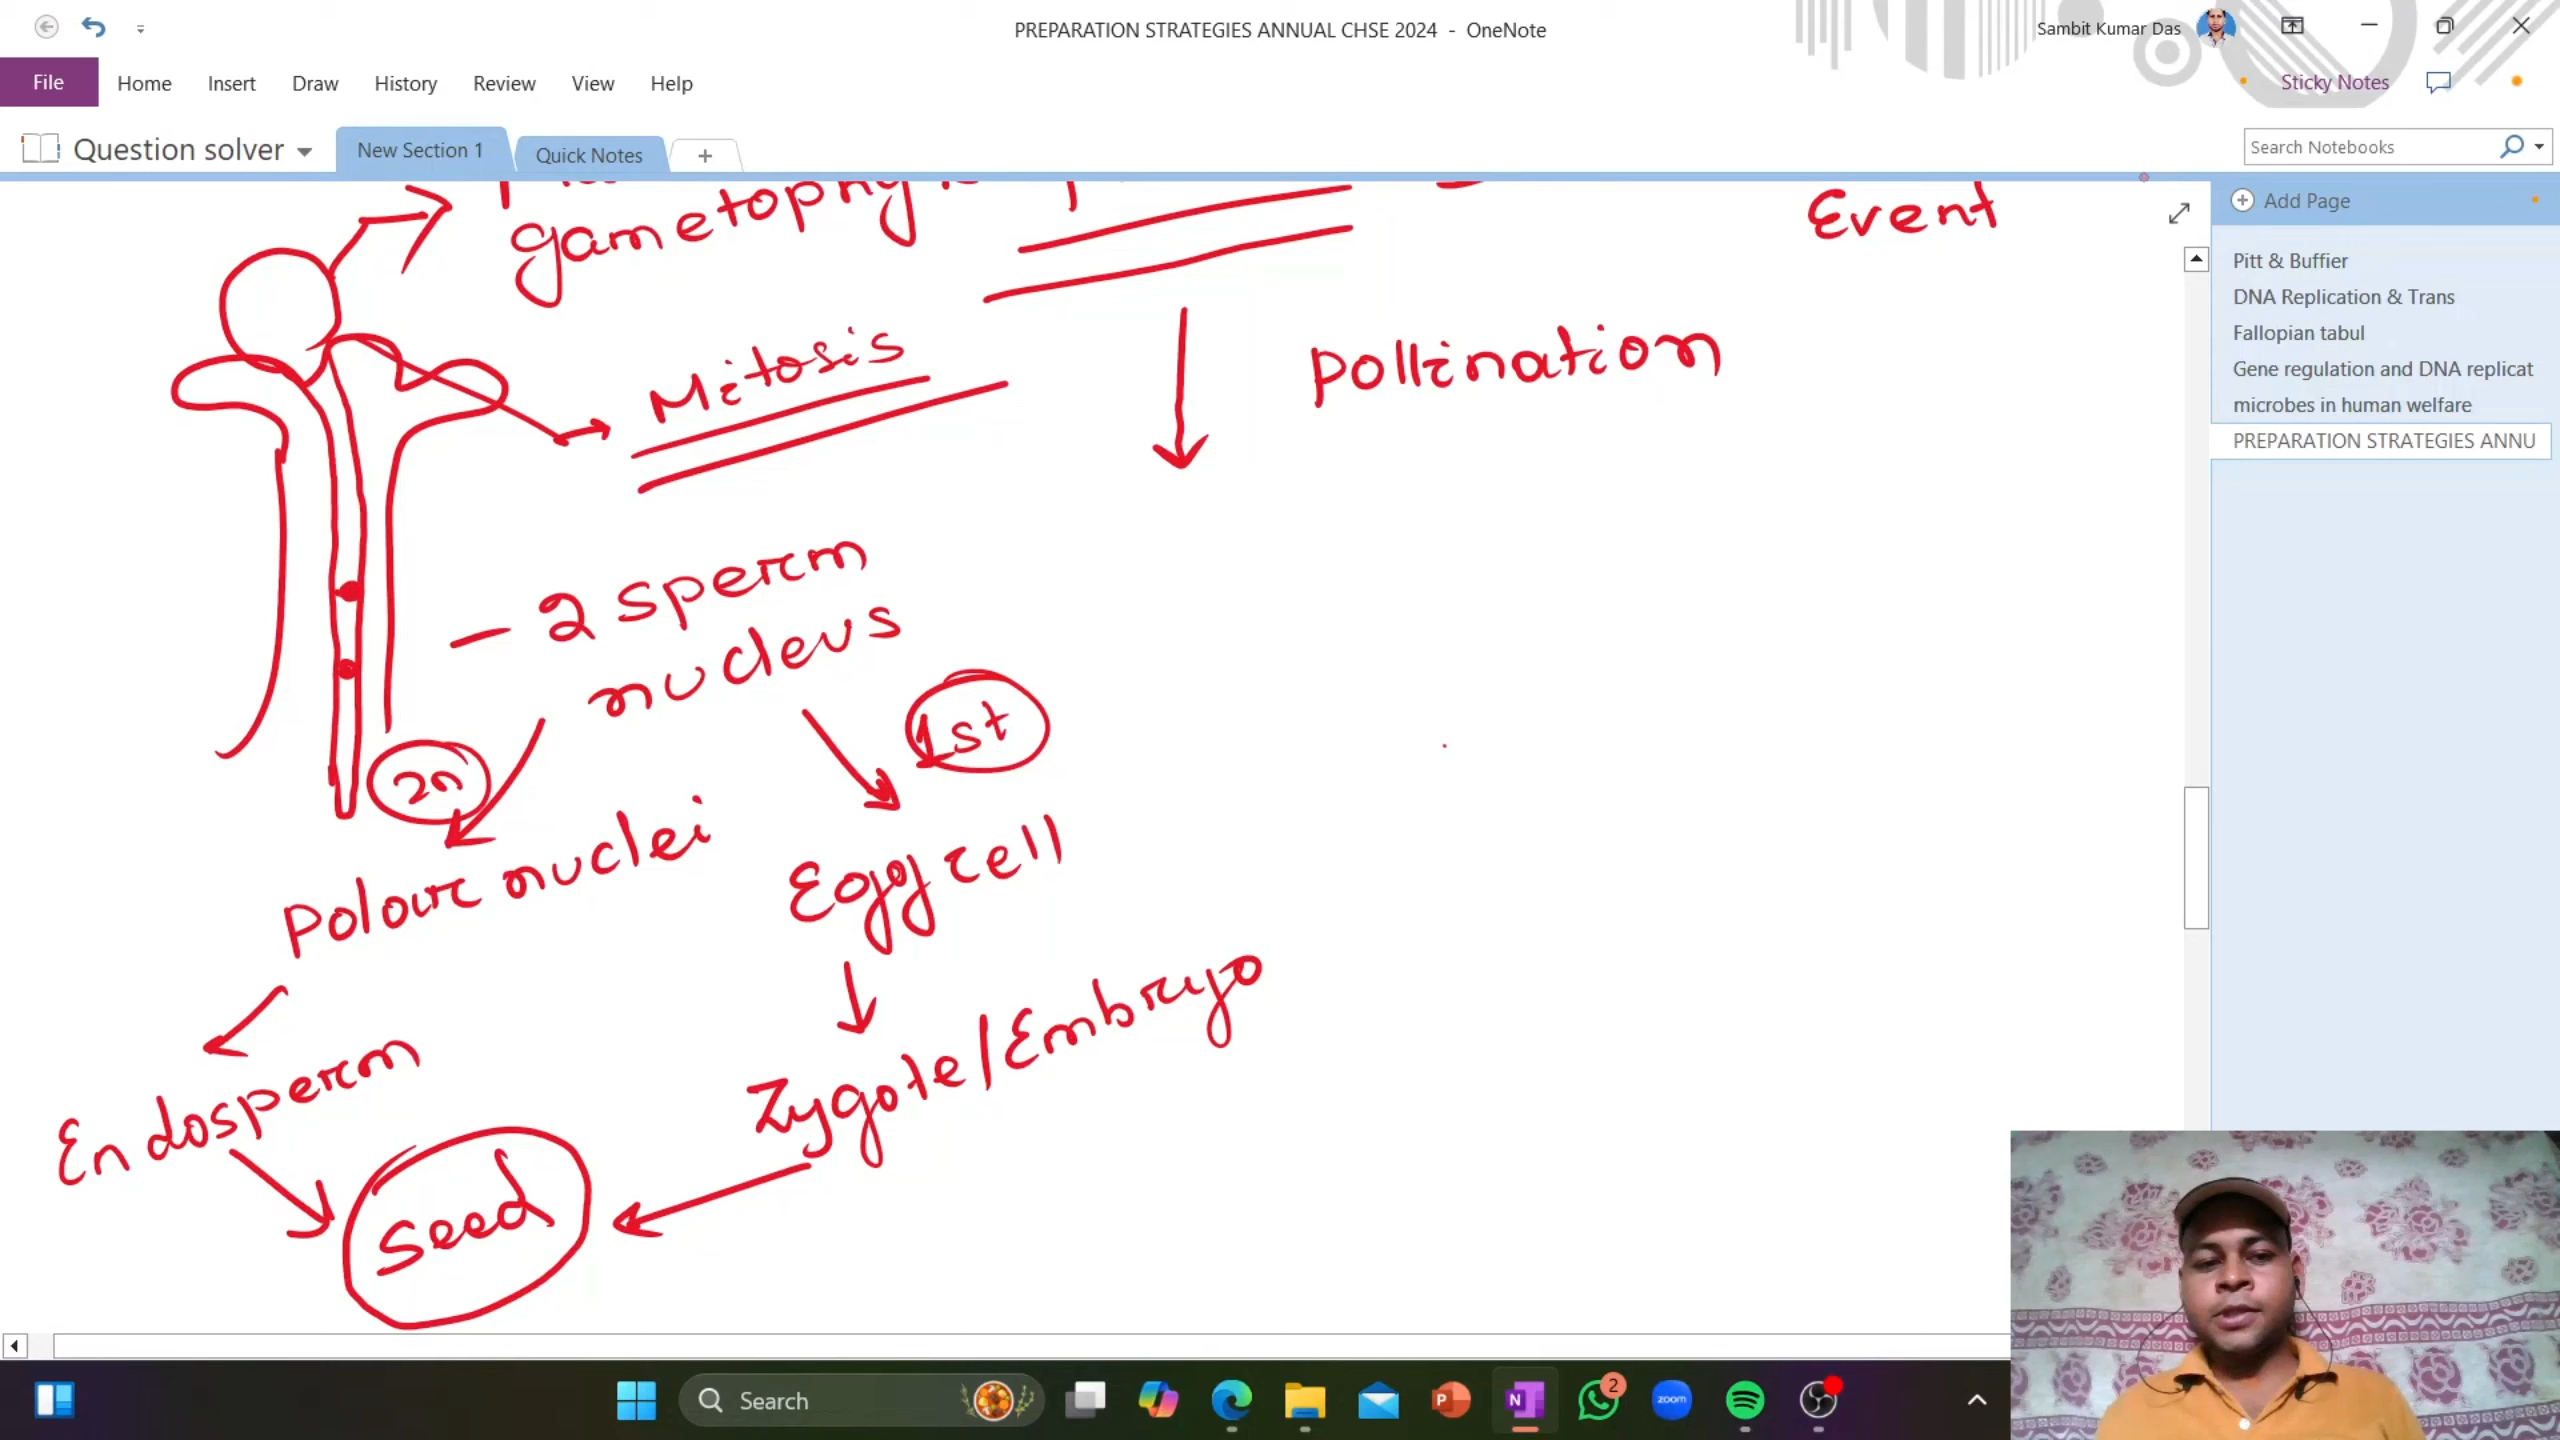 PREPARATION STRATEGIES ANNUAL CHSE 2024 - OneNote
Sambit Kumar Das
File Home Insert Draw History Review View Help
Sticky Notes
Question solver
New Section 1
Quick Notes
Search Notebooks
Add Page
Pitt & Buffier
DNA Replication & Trans
Fallopian tabul
Gene regulation and DNA replicat
microbes in human welfare
PREPARATION STRATEGIES ANNU
Event
Pollination
Mitosis
- 2 sperm
nucleus
1st
2n
Polar nuclei
Egg cell
Zygote/Embryo
Endosperm
Seed
Search
P
N
2
zoom